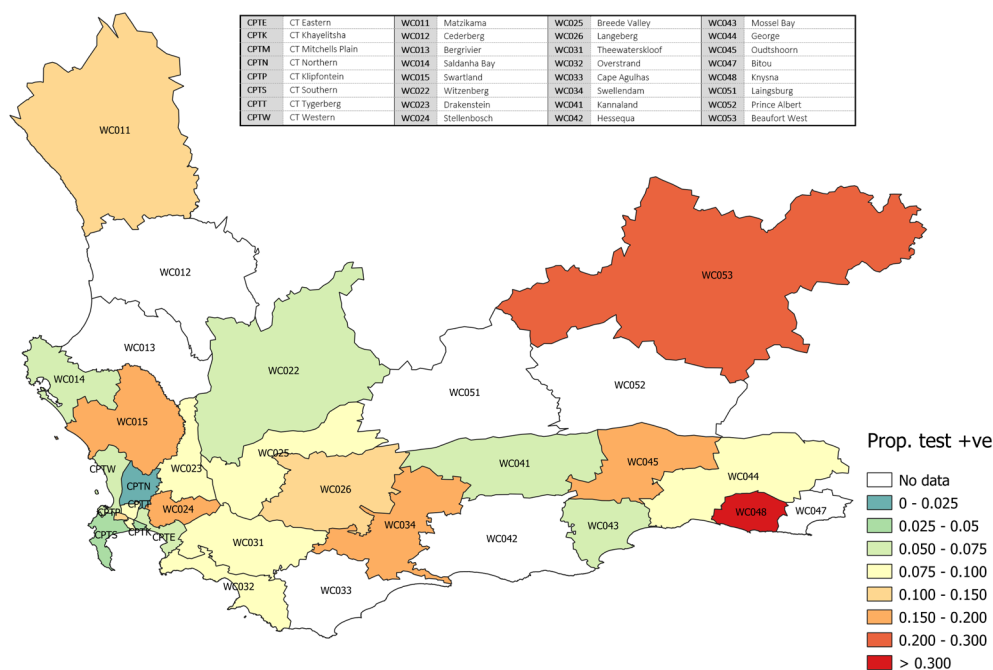 CPTE CT Eastern WC011 Matzikama WC025 Breede Valley WC043 Mossel Bay
CPTK CT Khayelitsha WC012 Cederberg WC026 Langeberg WC044 George
CPTM CT Mitchells Plain WC013 Bergrivier WC031 Theewaterskloof WC045 Oudtshoorn
CPTN CT Northern WC014 Saldanha Bay WC032 Overstrand WC047 Bitou
CPTP CT Klipfontein WC015 Swartland WC033 Cape Agulhas WC048 Knysna
CPTS CT Southern WC022 Witzenberg WC034 Swellendam WC051 Laingsburg
CPTT CT Tygerberg WC023 Drakenstein WC041 Kannaland WC052 Prince Albert
CPTW CT Western WC024 Stellenbosch WC042 Hessequa WC053 Beaufort West
WC011
WC012
WC053
WC013
WC022
WC014
WC051
WC052
WC015
WC025
WC023
CPTW
WC041
WC045
WC044
CPTN
WC026
WC024
CPTP
WC048
WC047
WC034
WC043
CPTS
CPTK
CPTE
WC031
WC042
WC032
WC033
Prop. test +ve
No data
0 - 0.025
0.025 - 0.05
0.050 - 0.075
0.075 - 0.100
0.100 - 0.150
0.150 - 0.200
0.200 - 0.300
> 0.300